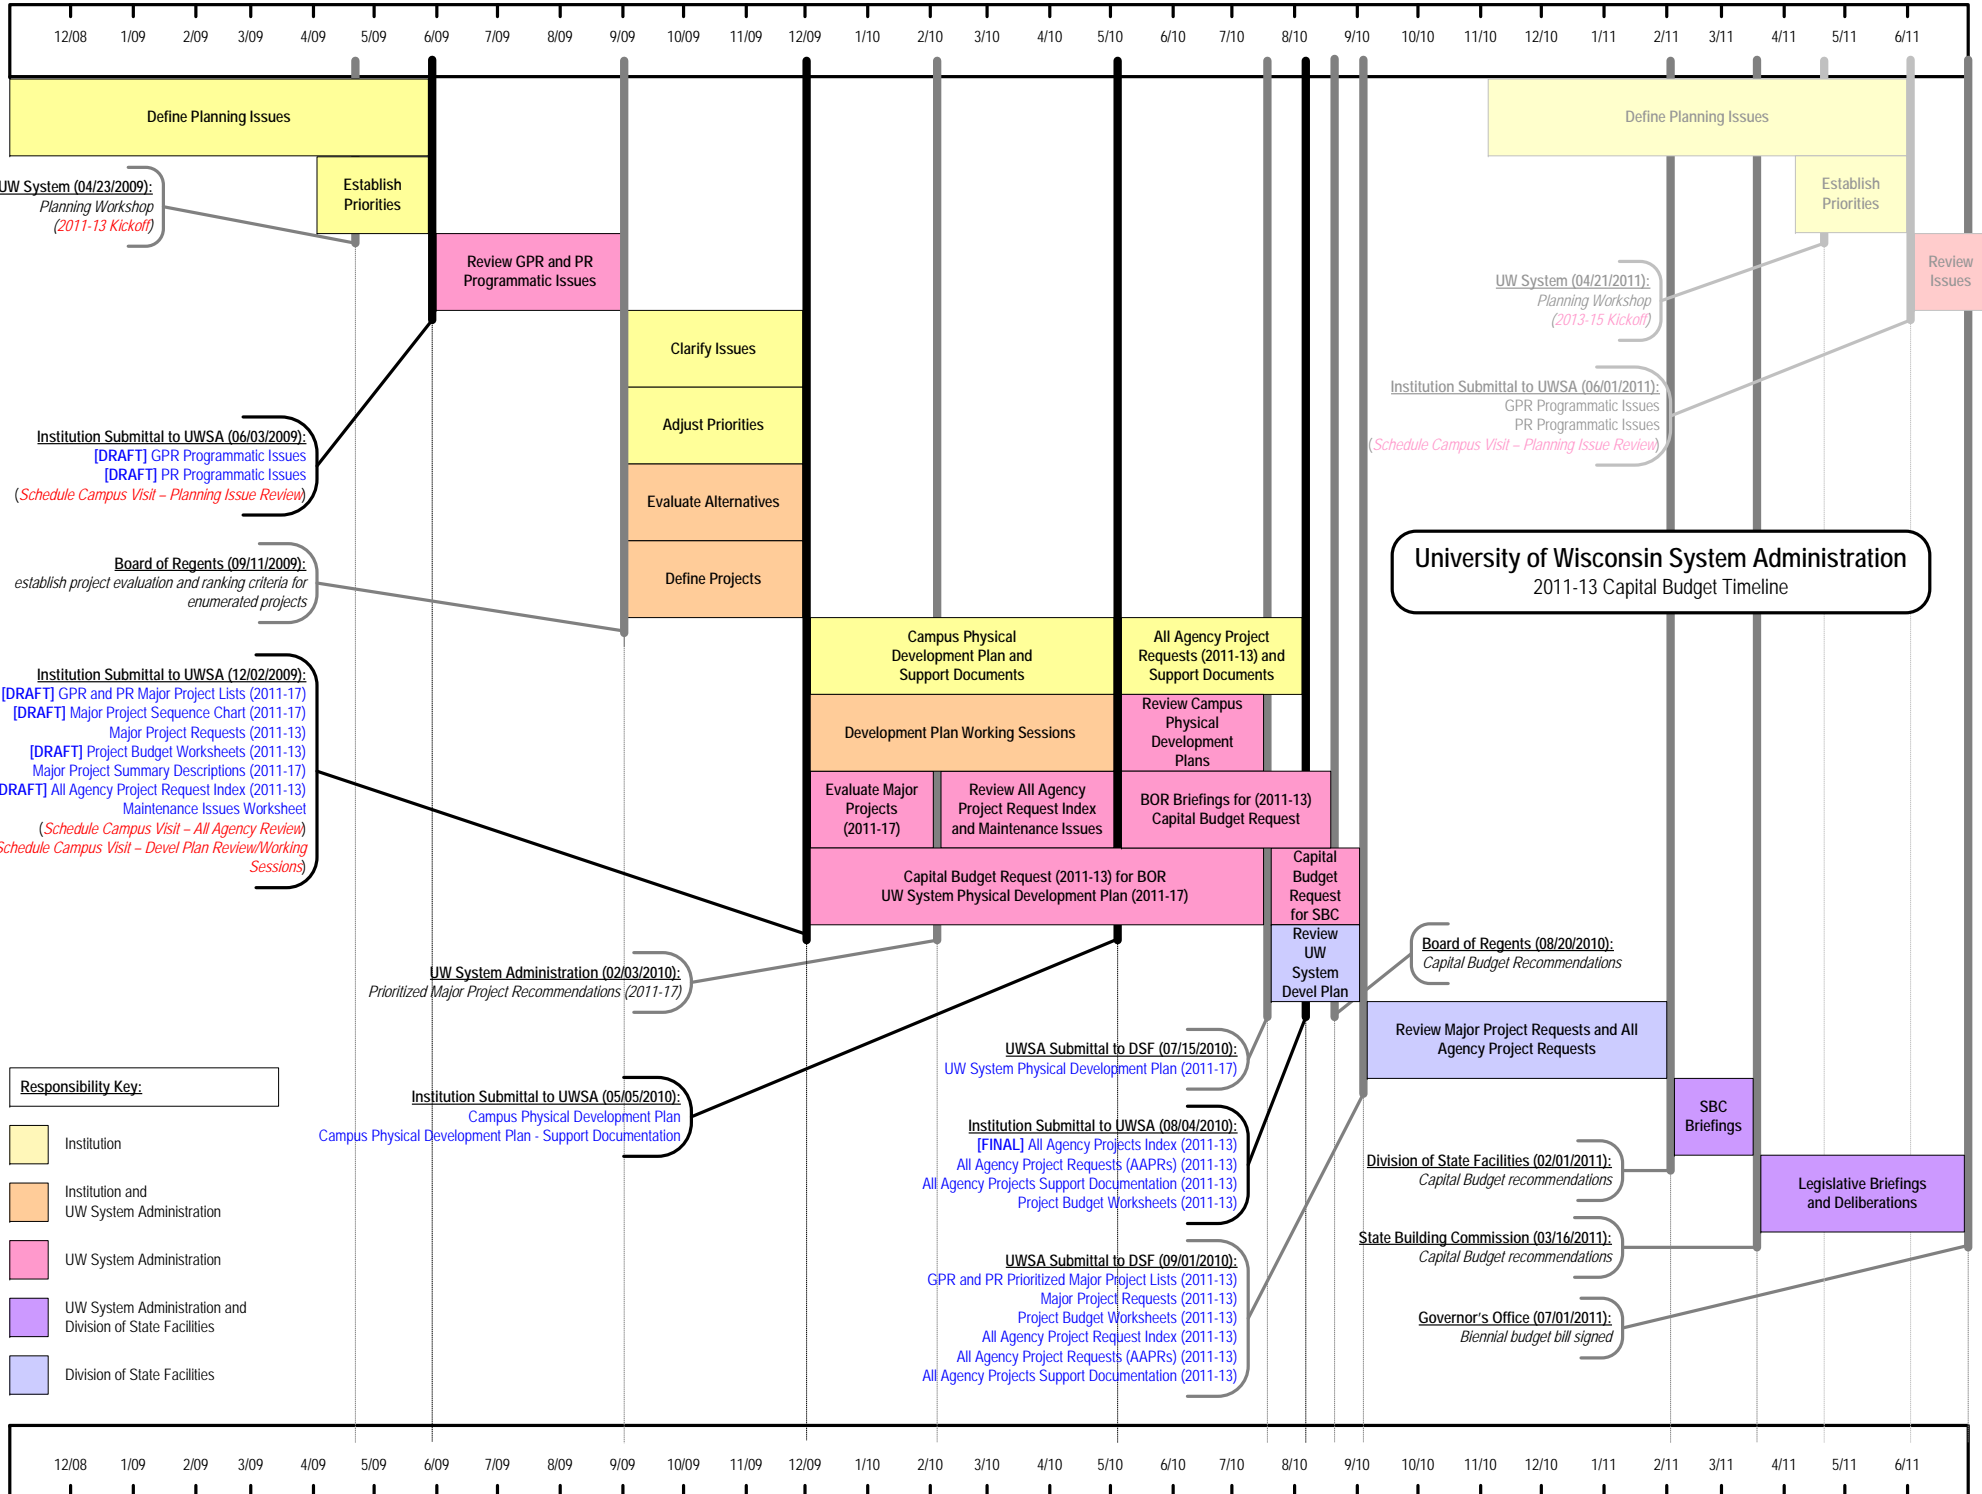 12/08 1/09 2/09 3/09 4/09 5/09 6/09 7/09 8/09 9/09 10/09 11/09 12/09 1/10 2/10 3/10 4/10 5/10 6/10 7/10 8/10 9/10 10/10 11/10 12/10 1/11 2/11 3/11 4/11 5/11 6/11
Define Planning Issues
Define Planning Issues
Establish
Priorities
Establish
Priorities
UW System (04/23/2009):
Planning Workshop
(2011-13 Kickoff)
Review GPR and PR
Programmatic Issues
Review
Issues
UW System (04/21/2011):
Planning Workshop
(2013-15 Kickoff)
Clarify Issues
Adjust Priorities
Evaluate Alternatives
Define Projects
Institution Submittal to UWSA (06/01/2011):
GPR Programmatic Issues
PR Programmatic Issues
(Schedule Campus Visit – Planning Issue Review)
Institution Submittal to UWSA (06/03/2009):
[DRAFT] GPR Programmatic Issues
[DRAFT] PR Programmatic Issues
(Schedule Campus Visit – Planning Issue Review)
University of Wisconsin System Administration
2011-13 Capital Budget Timeline
Board of Regents (09/11/2009):
establish project evaluation and ranking criteria for
enumerated projects
Campus Physical
Development Plan and
Support Documents
All Agency Project
Requests (2011-13) and
Support Documents
Institution Submittal to UWSA (12/02/2009):
[DRAFT] GPR and PR Major Project Lists (2011-17)
[DRAFT] Major Project Sequence Chart (2011-17)
Major Project Requests (2011-13)
[DRAFT] Project Budget Worksheets (2011-13)
Major Project Summary Descriptions (2011-17)
DRAFT] All Agency Project Request Index (2011-13)
Maintenance Issues Worksheet
(Schedule Campus Visit – All Agency Review)
Schedule Campus Visit – Devel Plan Review/Working
Sessions)
Development Plan Working Sessions
Review Campus
Physical
Development
Plans
Evaluate Major
Projects
(2011-17)
Review All Agency
Project Request Index
and Maintenance Issues
BOR Briefings for (2011-13)
Capital Budget Request
Capital Budget Request (2011-13) for BOR
UW System Physical Development Plan (2011-17)
Capital
Budget
Request
for SBC
Review
UW
System
Devel Plan
Board of Regents (08/20/2010):
Capital Budget Recommendations
UW System Administration (02/03/2010):
Prioritized Major Project Recommendations (2011-17)
Review Major Project Requests and All
Agency Project Requests
UWSA Submittal to DSF (07/15/2010):
UW System Physical Development Plan (2011-17)
Institution Submittal to UWSA (05/05/2010):
Campus Physical Development Plan
Campus Physical Development Plan - Support Documentation
SBC
Briefings
Institution Submittal to UWSA (08/04/2010):
[FINAL] All Agency Projects Index (2011-13)
All Agency Project Requests (AAPRs) (2011-13)
All Agency Projects Support Documentation (2011-13)
Project Budget Worksheets (2011-13)
Division of State Facilities (02/01/2011):
Capital Budget recommendations
Legislative Briefings
and Deliberations
State Building Commission (03/16/2011):
Capital Budget recommendations
UWSA Submittal to DSF (09/01/2010):
GPR and PR Prioritized Major Project Lists (2011-13)
Major Project Requests (2011-13)
Project Budget Worksheets (2011-13)
All Agency Project Request Index (2011-13)
All Agency Project Requests (AAPRs) (2011-13)
All Agency Projects Support Documentation (2011-13)
Governor's Office (07/01/2011):
Biennial budget bill signed
Responsibility Key:
Institution
Institution and
UW System Administration
UW System Administration
UW System Administration and
Division of State Facilities
Division of State Facilities
12/08 1/09 2/09 3/09 4/09 5/09 6/09 7/09 8/09 9/09 10/09 11/09 12/09 1/10 2/10 3/10 4/10 5/10 6/10 7/10 8/10 9/10 10/10 11/10 12/10 1/11 2/11 3/11 4/11 5/11 6/11